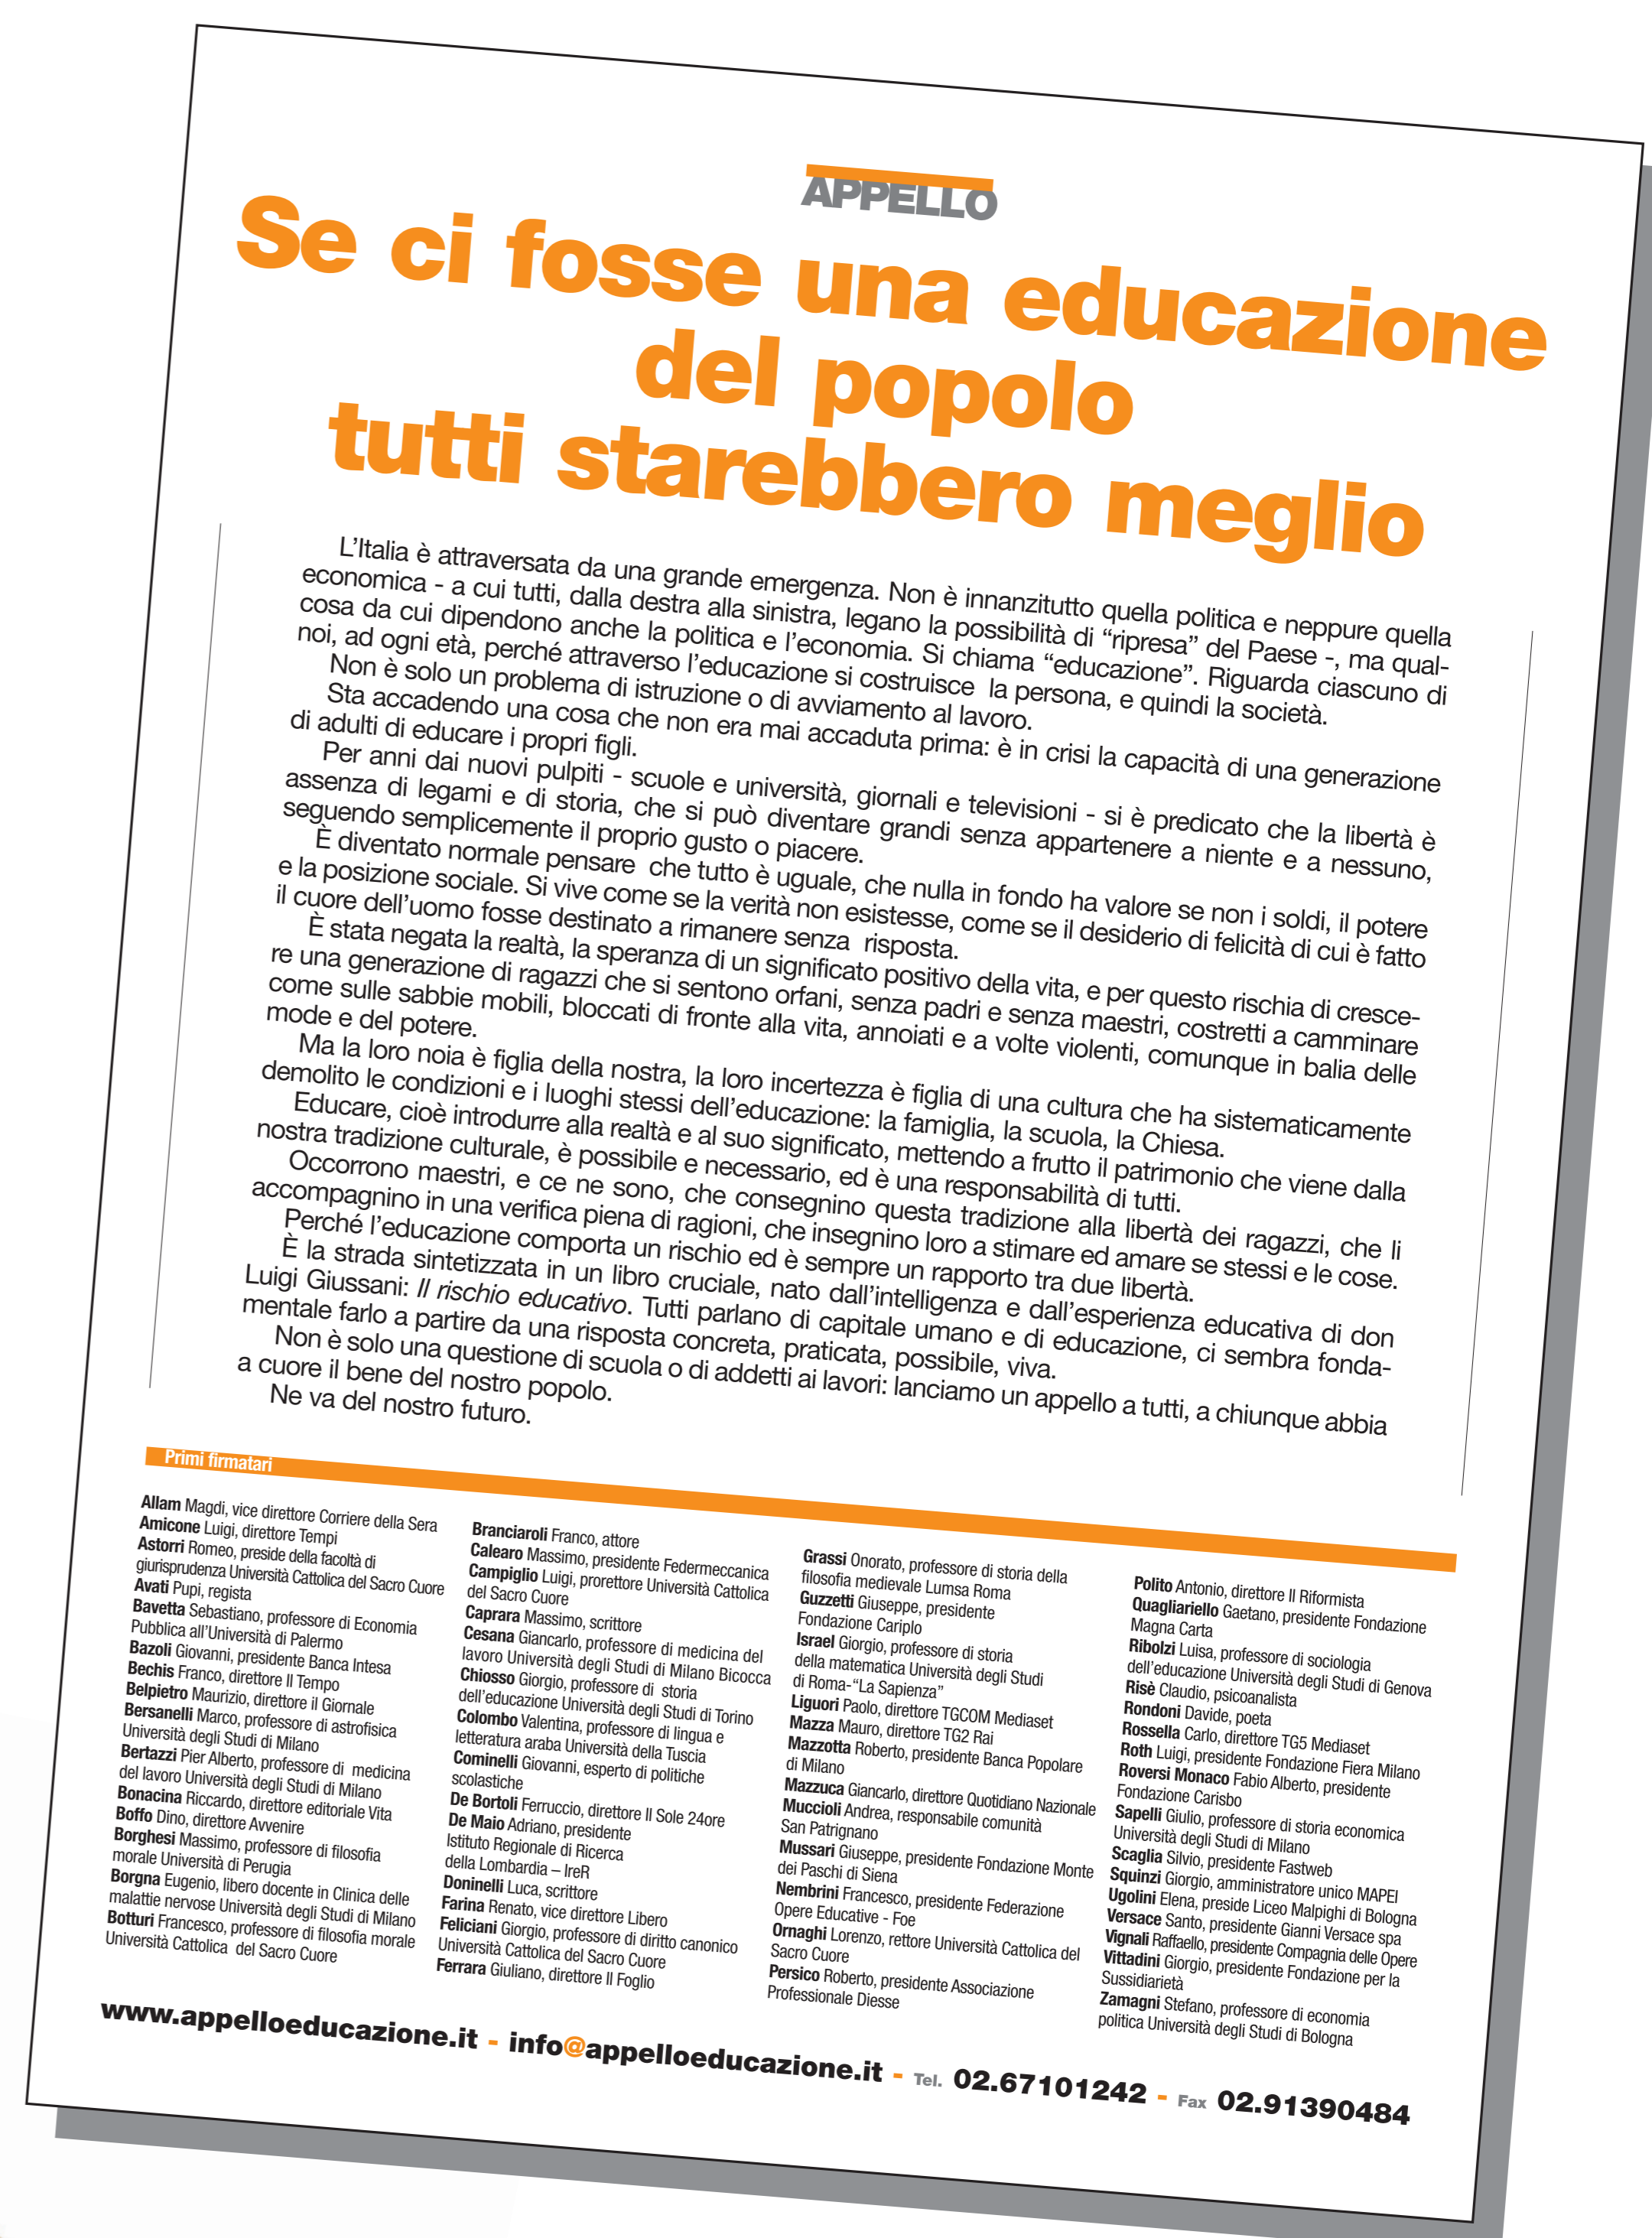 APPELLO
Se ci fosse una educazione
del popolo
tutti starebbero meglio
L'Italia è attraversata da una grande emergenza. Non è innanzitutto quella politica e neppure quella
economica - a cui tutti, dalla destra alla sinistra, legano la possibilità di “ripresa” del Paese -, ma qual-
cosa da cui dipendono anche la politica e l'economia. Si chiama “educazione”. Riguarda ciascuno di
noi, ad ogni età, perché attraverso l'educazione si costruisce la persona, e quindi la società.
Non è solo un problema di istruzione o di avviamento al lavoro.
Sta accadendo una cosa che non era mai accaduta prima: è in crisi la capacità di una generazione
di adulti di educare i propri figli.
Per anni dai nuovi pulpiti - scuole e università, giornali e televisioni - si è predicato che la libertà è
assenza di legami e di storia, che si può diventare grandi senza appartenere a niente e a nessuno,
seguendo semplicemente il proprio gusto o piacere.
È diventato normale pensare che tutto è uguale, che nulla in fondo ha valore se non i soldi, il potere
e la posizione sociale. Si vive come se la verità non esistesse, come se il desiderio di felicità di cui è fatto
il cuore dell'uomo fosse destinato a rimanere senza risposta.
È stata negata la realtà, la speranza di un significato positivo della vita, e per questo rischia di cresce-
re una generazione di ragazzi che si sentono orfani, senza padri e senza maestri, costretti a camminare
come sulle sabbie mobili, bloccati di fronte alla vita, annoiati e a volte violenti, comunque in balia delle
mode e del potere.
Ma la loro noia è figlia della nostra, la loro incertezza è figlia di una cultura che ha sistematicamente
demolito le condizioni e i luoghi stessi dell'educazione: la famiglia, la scuola, la Chiesa.
Educare, cioè introdurre alla realtà e al suo significato, mettendo a frutto il patrimonio che viene dalla
nostra tradizione culturale, è possibile e necessario, ed è una responsabilità di tutti.
Occorrono maestri, e ce ne sono, che consegnino questa tradizione alla libertà dei ragazzi, che li
accompagnino in una verifica piena di ragioni, che insegnino loro a stimare ed amare se stessi e le cose.
Perché l'educazione comporta un rischio ed è sempre un rapporto tra due libertà.
È la strada sintetizzata in un libro cruciale, nato dall'intelligenza e dall'esperienza educativa di don
Luigi Giussani: Il rischio educativo. Tutti parlano di capitale umano e di educazione, ci sembra fonda-
mentale farlo a partire da una risposta concreta, praticata, possibile, viva.
Non è solo una questione di scuola o di addetti ai lavori: lanciamo un appello a tutti, a chiunque abbia
a cuore il bene del nostro popolo.
Ne va del nostro futuro.
Primi firmatari
Allam Magdi, vice direttore Corriere della Sera
Amicone Luigi, direttore Tempi
Astorri Romeo, preside della facoltà di
giurisprudenza Università Cattolica del Sacro Cuore
Avati Pupi, regista
Bavetta Sebastiano, professore di Economia
Pubblica all'Università di Palermo
Bazoli Giovanni, presidente Banca Intesa
Bechis Franco, direttore Il Tempo
Belpietro Maurizio, direttore il Giornale
Bersanelli Marco, professore di astrofisica
Università degli Studi di Milano
Bertazzi Pier Alberto, professore di medicina
del lavoro Università degli Studi di Milano
Bonacina Riccardo, direttore editoriale Vita
Boffo Dino, direttore Avvenire
Borghesi Massimo, professore di filosofia
morale Università di Perugia
Borgna Eugenio, libero docente in Clinica delle
malattie nervose Università degli Studi di Milano
Botturi Francesco, professore di filosofia morale
Università Cattolica del Sacro Cuore
Branciaroli Franco, attore
Calearo Massimo, presidente Federmeccanica
Campiglio Luigi, prorettore Università Cattolica
del Sacro Cuore
Caprara Massimo, scrittore
Cesana Giancarlo, professore di medicina del
lavoro Università degli Studi di Milano Bicocca
Chiosso Giorgio, professore di storia
dell'educazione Università degli Studi di Torino
Colombo Valentina, professore di lingua e
letteratura araba Università della Tuscia
Cominelli Giovanni, esperto di politiche
scolastiche
De Bortoli Ferruccio, direttore Il Sole 24ore
De Maio Adriano, presidente
Istituto Regionale di Ricerca
della Lombardia – IreR
Doninelli Luca, scrittore
Farina Renato, vice direttore Libero
Feliciani Giorgio, professore di diritto canonico
Università Cattolica del Sacro Cuore
Ferrara Giuliano, direttore Il Foglio
Grassi Onorato, professore di storia della
filosofia medievale Lumsa Roma
Guzzetti Giuseppe, presidente
Fondazione Cariplo
Israel Giorgio, professore di storia
della matematica Università degli Studi
di Roma-“La Sapienza”
Liguori Paolo, direttore TGCOM Mediaset
Mazza Mauro, direttore TG2 Rai
Mazzotta Roberto, presidente Banca Popolare
di Milano
Mazzuca Giancarlo, direttore Quotidiano Nazionale
Muccioli Andrea, responsabile comunità
San Patrignano
Mussari Giuseppe, presidente Fondazione Monte
dei Paschi di Siena
Nembrini Francesco, presidente Federazione
Opere Educative - Foe
Ornaghi Lorenzo, rettore Università Cattolica del
Sacro Cuore
Persico Roberto, presidente Associazione
Professionale Diesse
Polito Antonio, direttore Il Riformista
Quagliariello Gaetano, presidente Fondazione
Magna Carta
Ribolzi Luisa, professore di sociologia
dell'educazione Università degli Studi di Genova
Risè Claudio, psicoanalista
Rondoni Davide, poeta
Rossella Carlo, direttore TG5 Mediaset
Roth Luigi, presidente Fondazione Fiera Milano
Roversi Monaco Fabio Alberto, presidente
Fondazione Carisbo
Sapelli Giulio, professore di storia economica
Università degli Studi di Milano
Scaglia Silvio, presidente Fastweb
Squinzi Giorgio, amministratore unico MAPEI
Ugolini Elena, preside Liceo Malpighi di Bologna
Versace Santo, presidente Gianni Versace spa
Vignali Raffaello, presidente Compagnia delle Opere
Vittadini Giorgio, presidente Fondazione per la
Sussidiarietà
Zamagni Stefano, professore di economia
politica Università degli Studi di Bologna
www.appelloeducazione.it - info@appelloeducazione.it - Tel. 02.67101242 - Fax 02.91390484